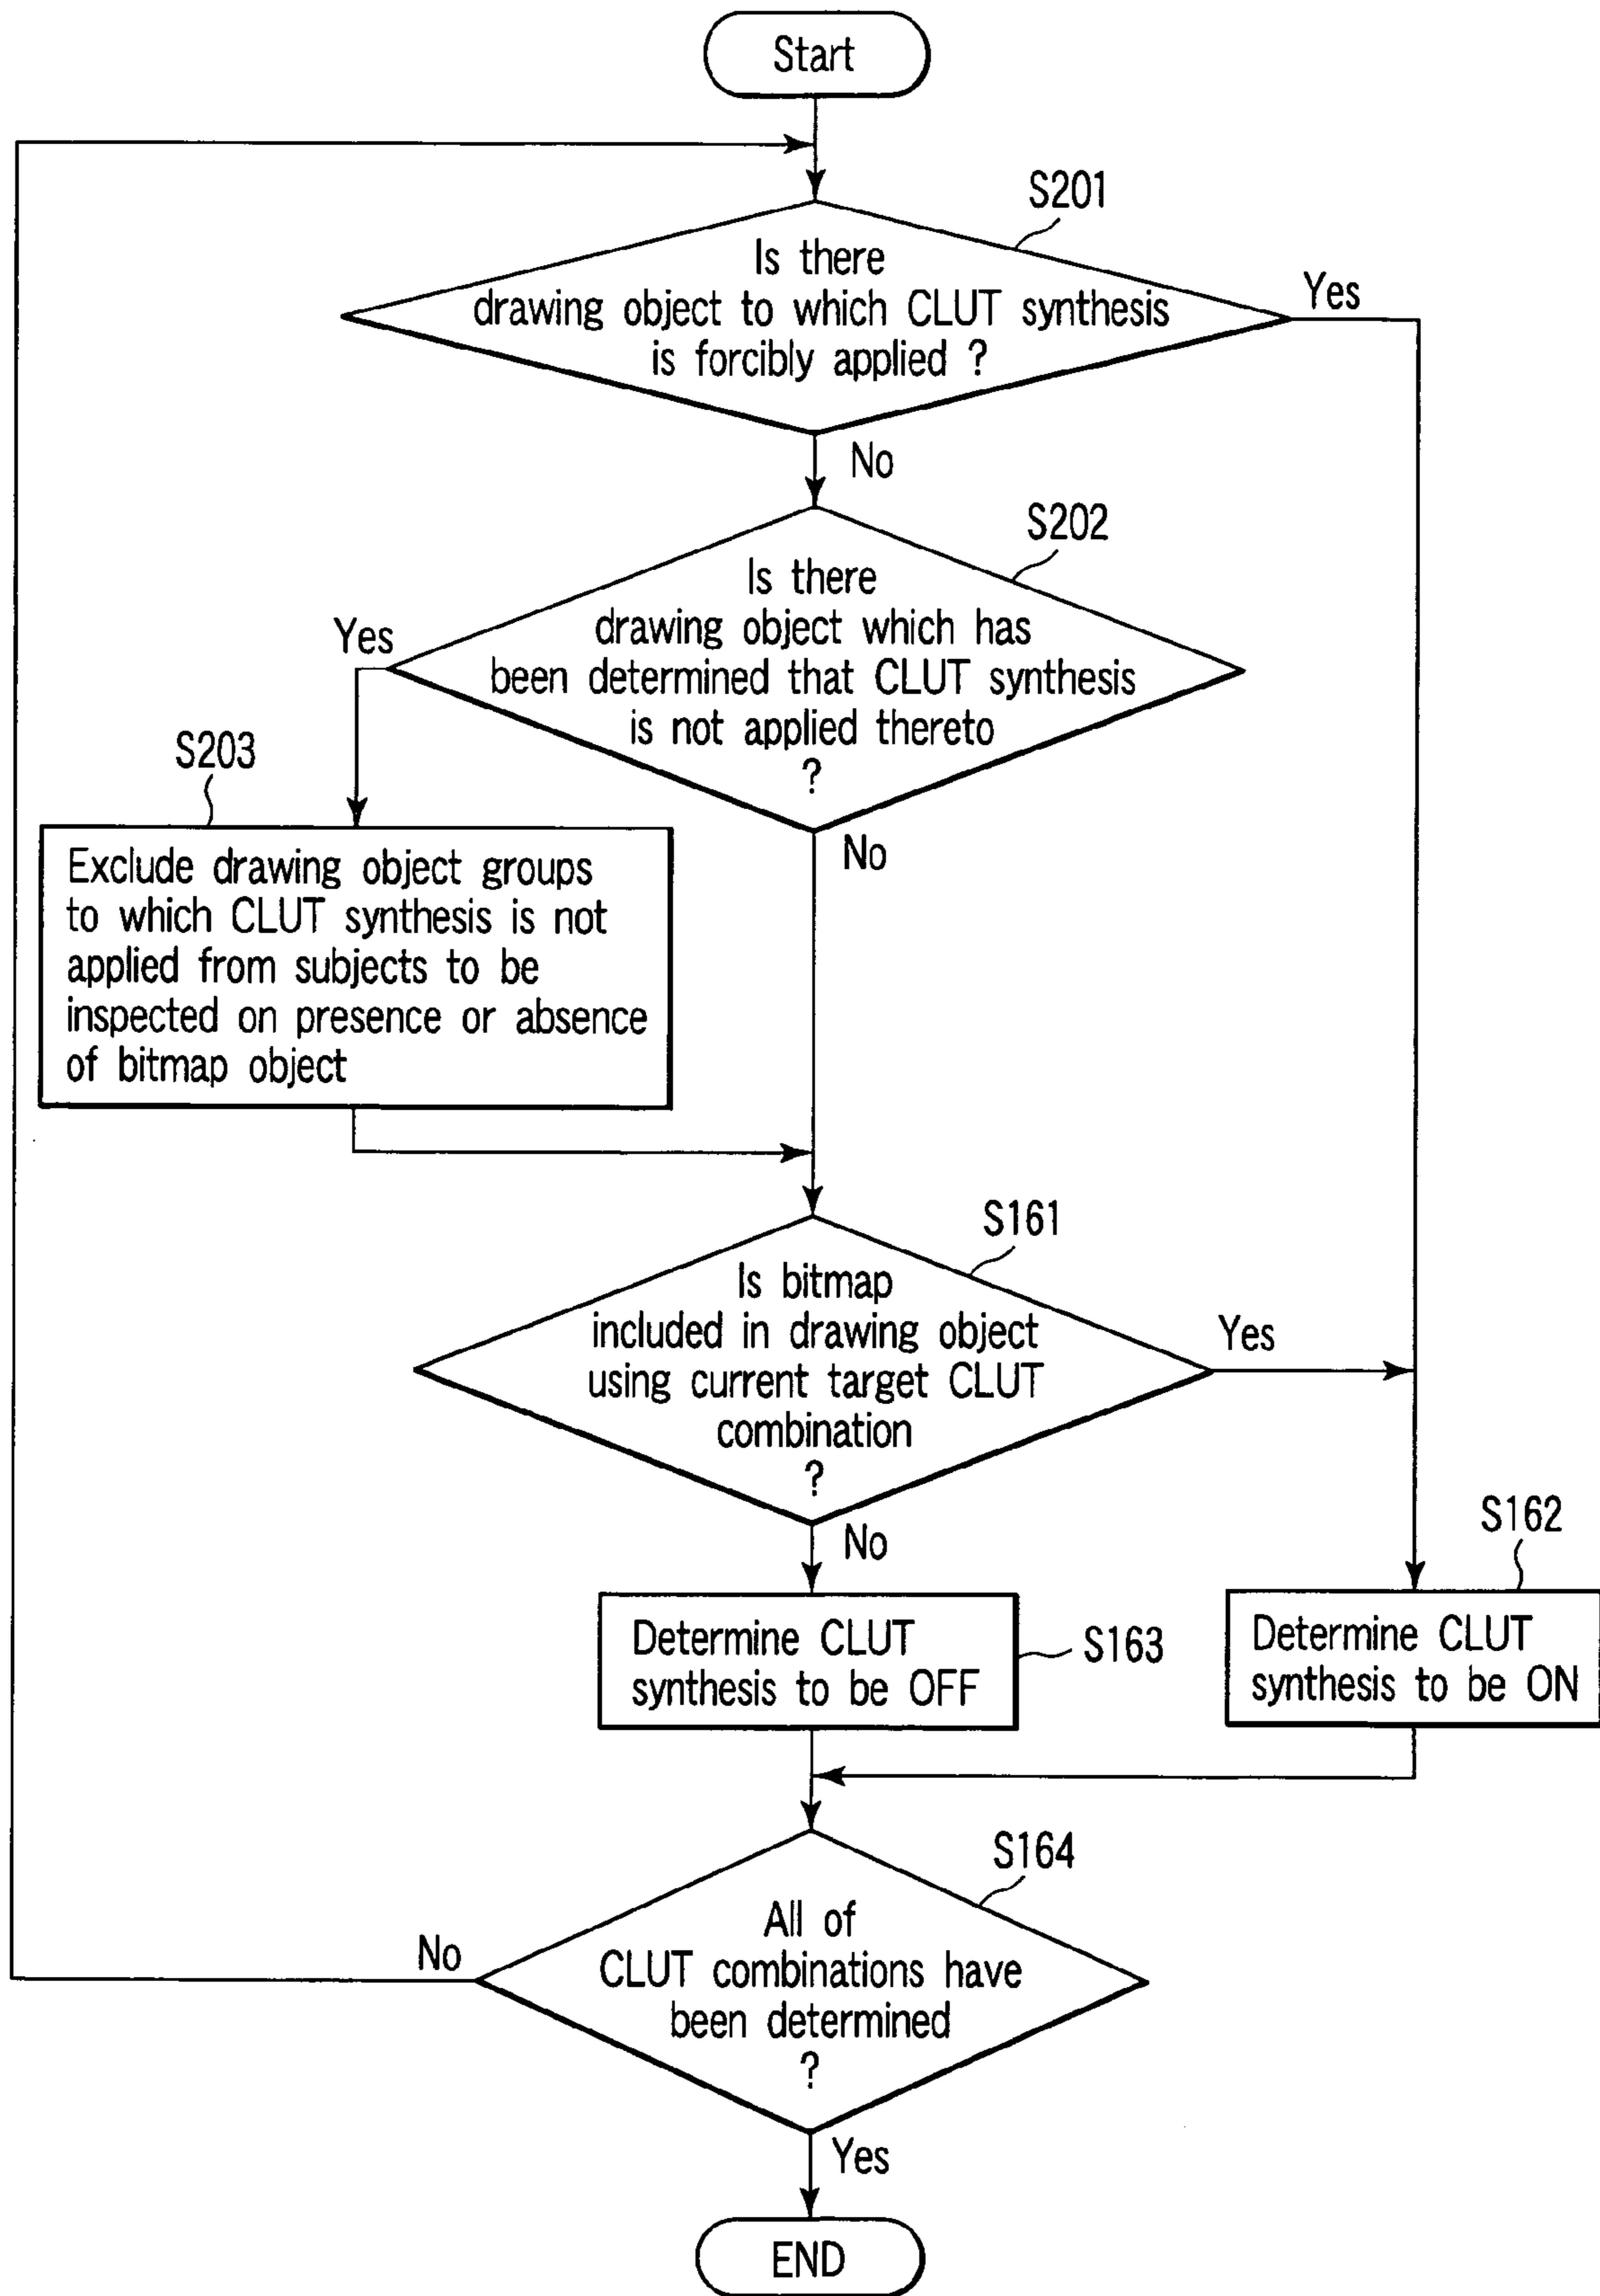 Start
S201
Is there
drawing object to which CLUT synthesis
is forcibly applied ?
Yes
No
S202
Is there
drawing object which has
been determined that CLUT synthesis
is not applied thereto
?
Yes
No
S203
Exclude drawing object groups
to which CLUT synthesis is not
applied from subjects to be
inspected on presence or absence
of bitmap object
S161
Is bitmap
included in drawing object
using current target CLUT
combination
?
Yes
No
S162
Determine CLUT
synthesis to be OFF
S163
Determine CLUT
synthesis to be ON
S164
All of
CLUT combinations have
been determined
?
No
Yes
END